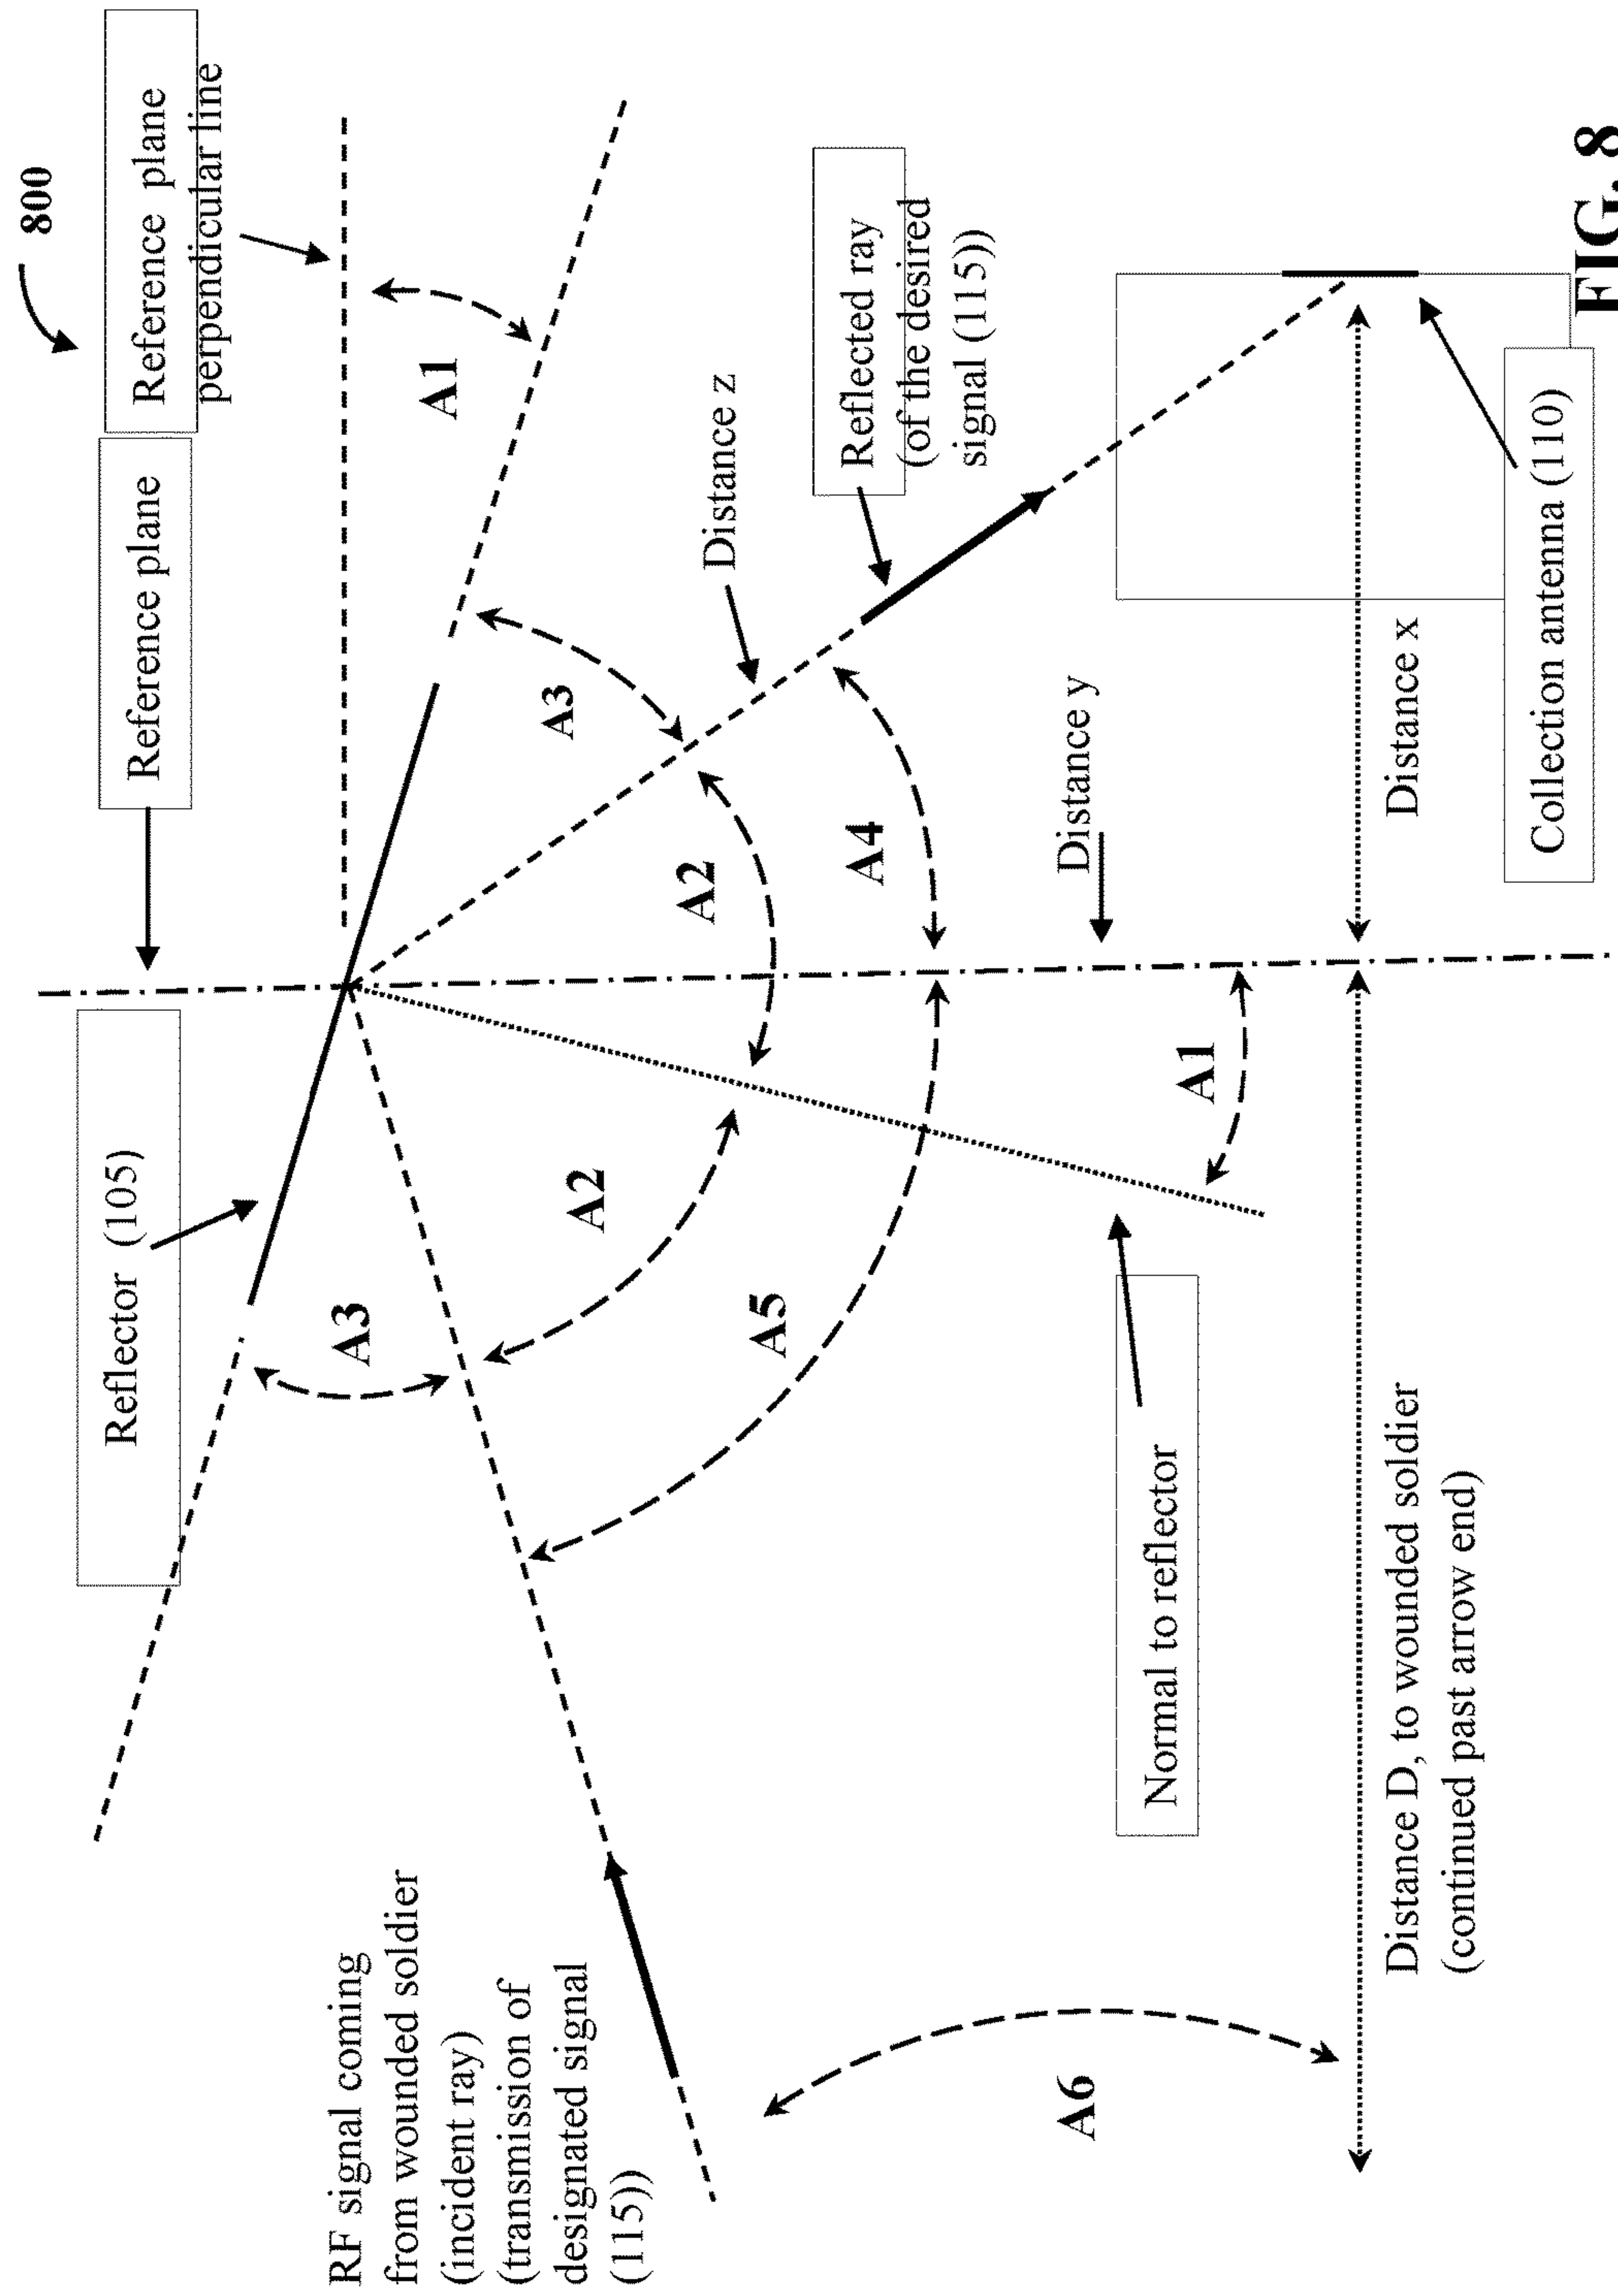 800
Reference plane
perpendicular line
Reference plane
Reflector (105)
A1
A3
A3
RF signal coming
from wounded soldier
(incident ray)
(transmission of
designated signal
(115))
A2
A2
Distance z
Reflected ray
(of the desired
signal (115))
A5
A4
Distance y
A6
Normal to reflector
A1
Distance D, to wounded soldier
(continued past arrow end)
Distance x
Collection antenna (110)
FIG. 8